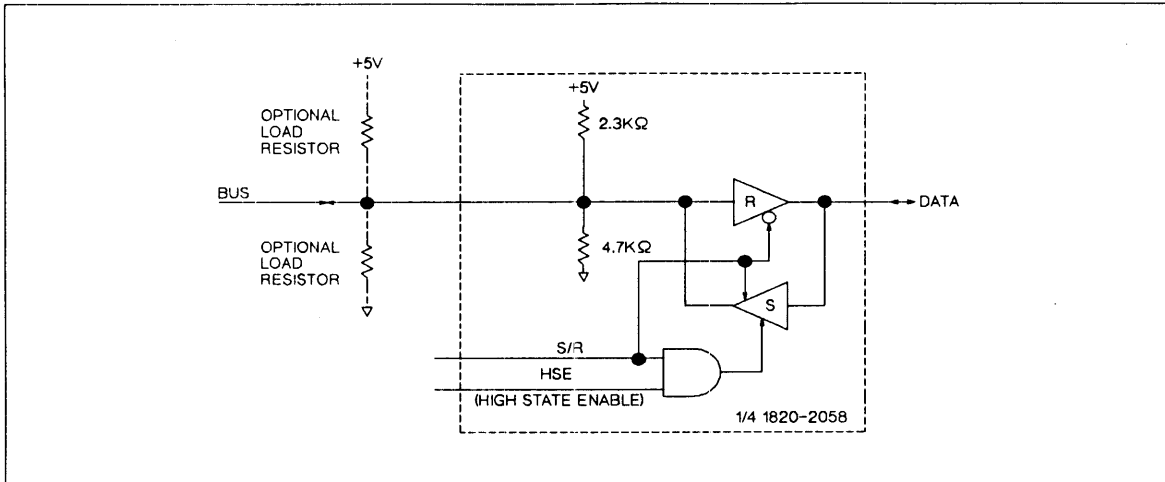 +5V
OPTIONAL
LOAD
RESISTOR
+5V
2.3KΩ
BUS
R
DATA
OPTIONAL
LOAD
RESISTOR
4.7KΩ
S
S/R
HSE
(HIGH STATE ENABLE)
1/4 1820-2058